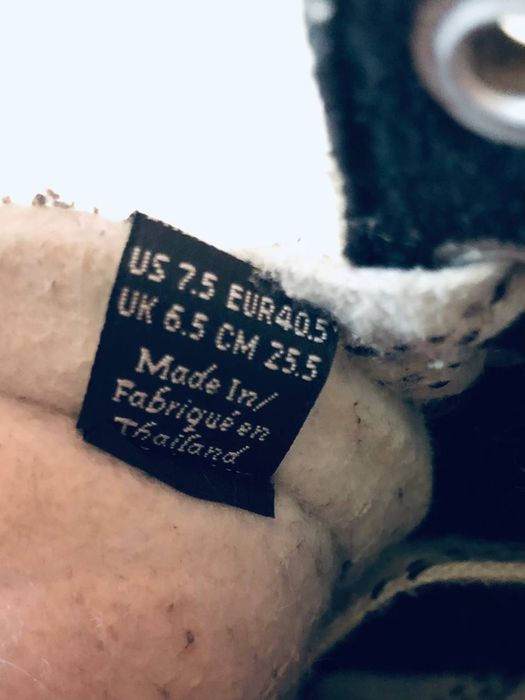 US 7.5 EUR40.5
UK 6.5 CM 25.5
Made In/
Fabriqué en
Thailand